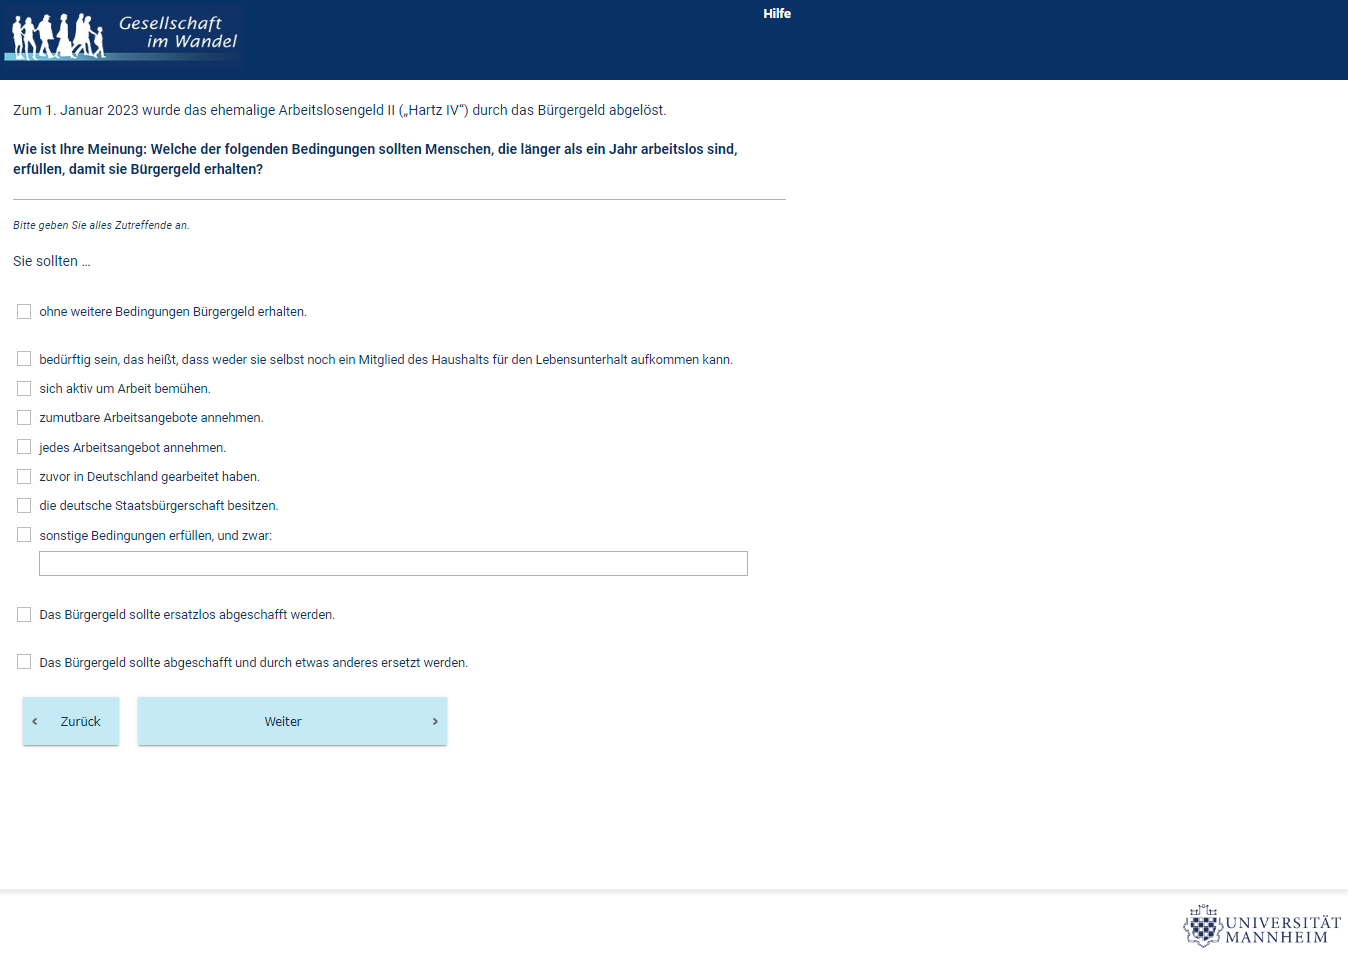 Gesellschaft
im Wandel
Hilfe
Zum 1. Januar 2023 wurde das ehemalige Arbeitslosengeld II („Hartz IV“) durch das Bürgergeld abgelöst.
Wie ist Ihre Meinung: Welche der folgenden Bedingungen sollten Menschen, die länger als ein Jahr arbeitslos sind,
erfüllen, damit sie Bürgergeld erhalten?
Bitte geben Sie alles Zutreffende an.
Sie sollten ...
ohne weitere Bedingungen Bürgergeld erhalten.
bedürftig sein, das heißt, dass weder sie selbst noch ein Mitglied des Haushalts für den Lebensunterhalt aufkommen kann.
sich aktiv um Arbeit bemühen.
zumutbare Arbeitsangebote annehmen.
jedes Arbeitsangebot annehmen.
zuvor in Deutschland gearbeitet haben.
die deutsche Staatsbürgerschaft besitzen.
sonstige Bedingungen erfüllen, und zwar:
Das Bürgergeld sollte ersatzlos abgeschafft werden.
Das Bürgergeld sollte abgeschafft und durch etwas anderes ersetzt werden.
‹ Zurück
Weiter ›
UNIVERSITÄT
MANNHEIM